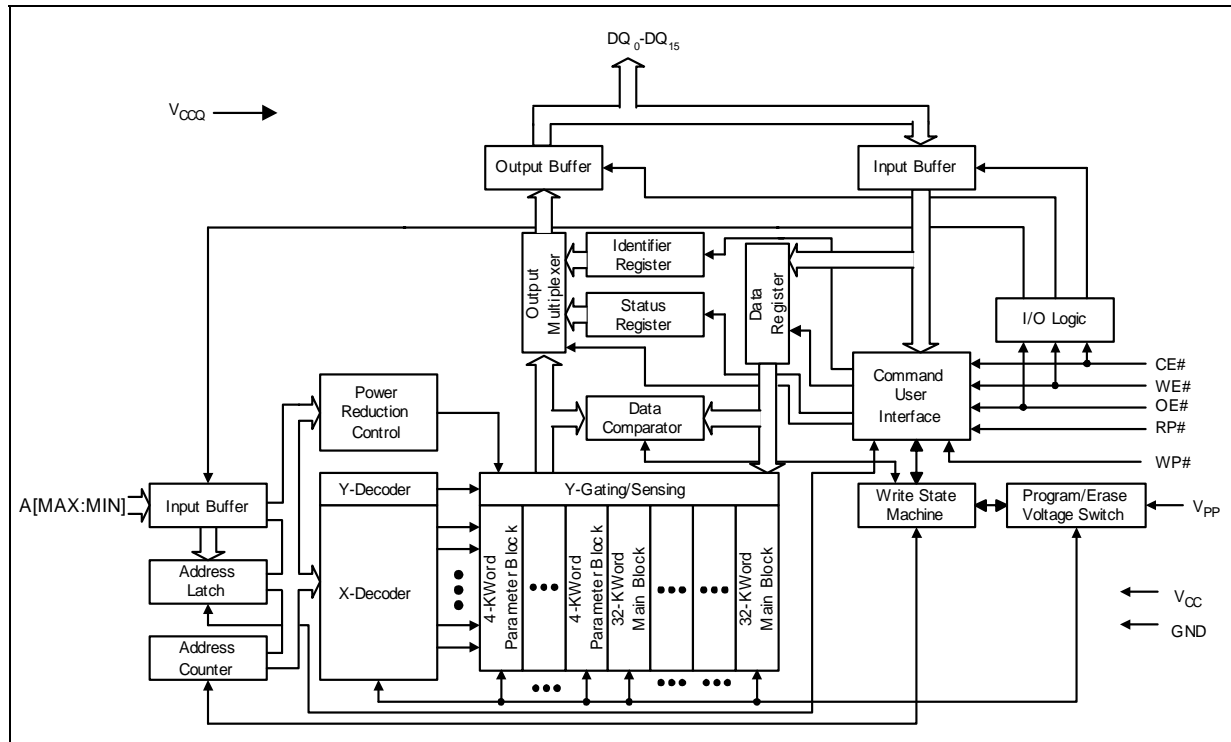 DQ0-DQ15
VCCQ
Output Buffer
Input Buffer
Output
Multiplexer
Identifier
Register
Status
Register
Data
Register
I/O Logic
Command
User
Interface
CE#
WE#
OE#
RP#
WP#
Power
Reduction
Control
Data
Comparator
A[MAX:MIN]
Input Buffer
Y-Decoder
Y-Gating/Sensing
Write State
Machine
Program/Erase
Voltage Switch
VPP
Address
Latch
X-Decoder
4-KWord
Parameter Block
4-KWord
Parameter Block
32-KWord
Main Block
32-KWord
Main Block
VCC
GND
Address
Counter